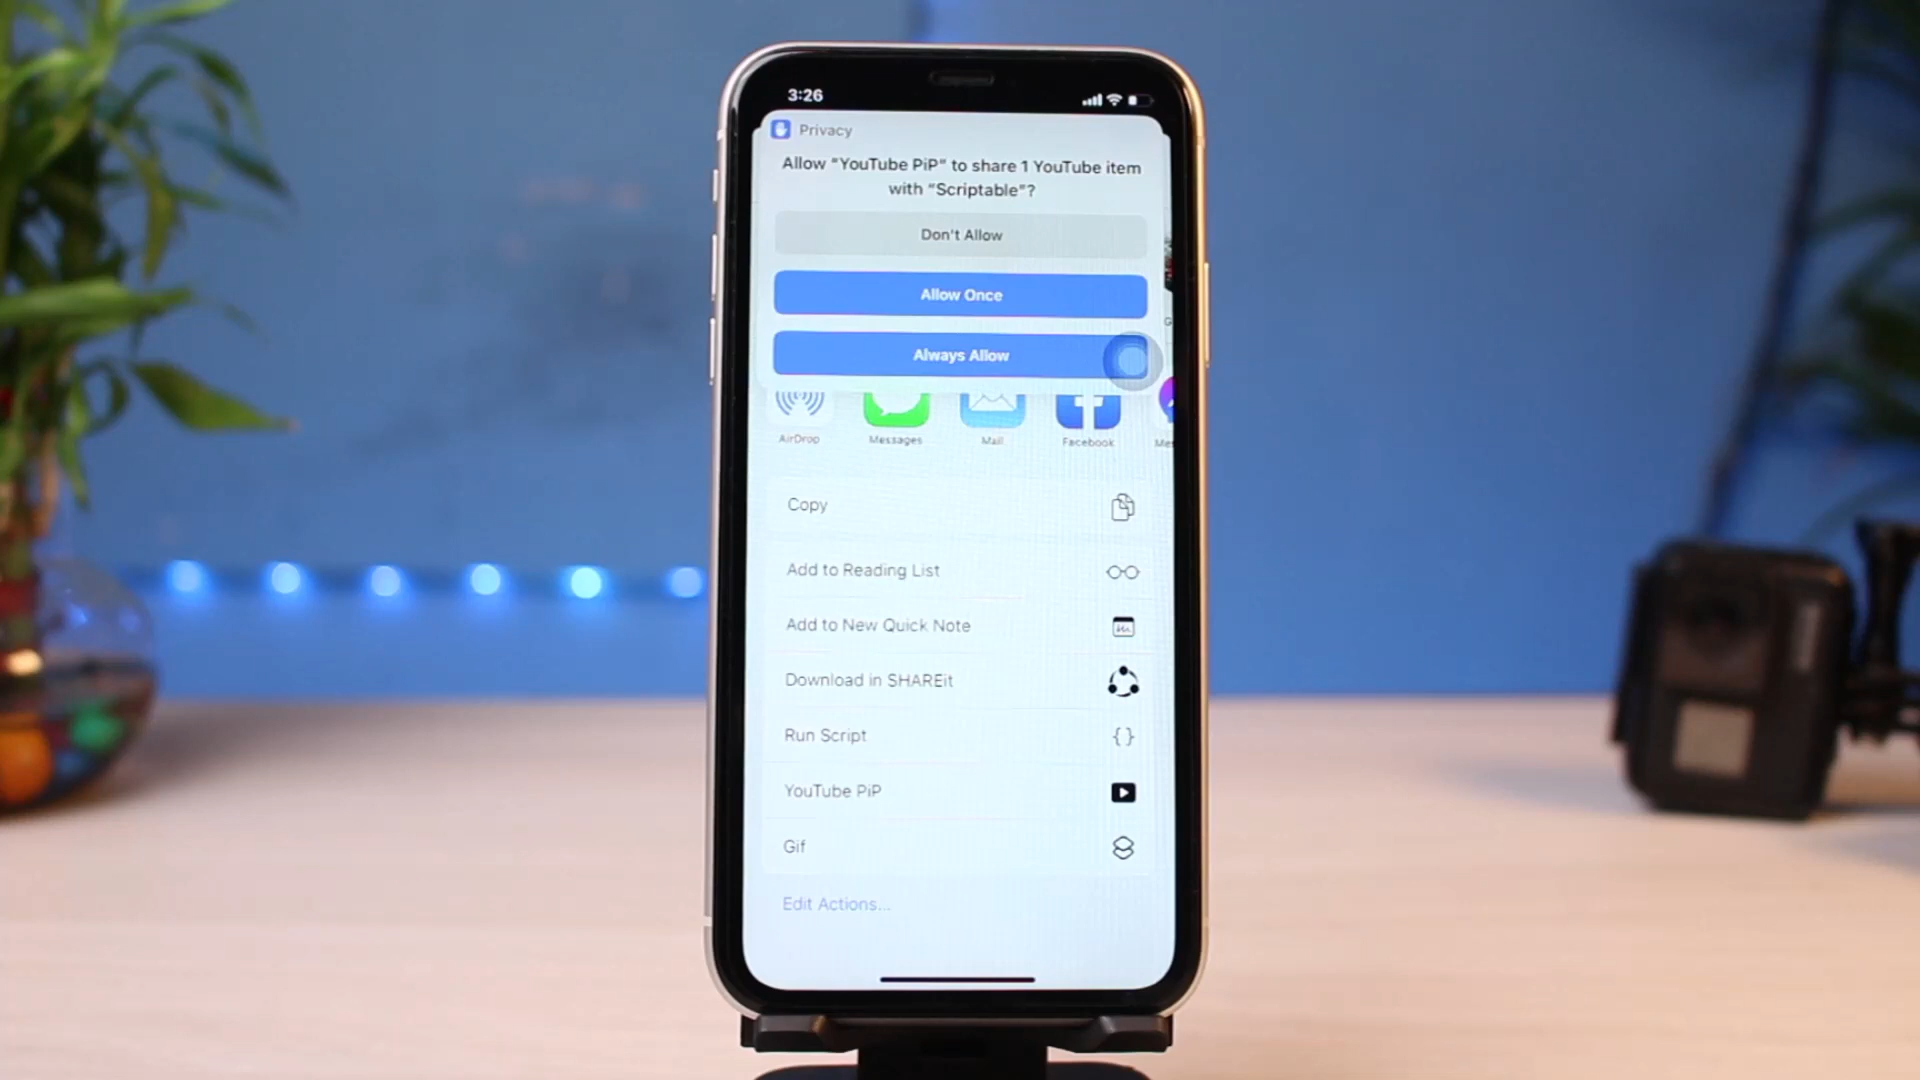 3:26
Privacy
Allow “YouTube PiP” to share 1 YouTube item
with “Scriptable”?
Don't Allow
Allow Once
Always Allow
AirDrop
Messages
Mail
Facebook
Copy
Add to Reading List
Add to New Quick Note
Download in SHAREit
Run Script
YouTube PiP
Gif
Edit Actions...